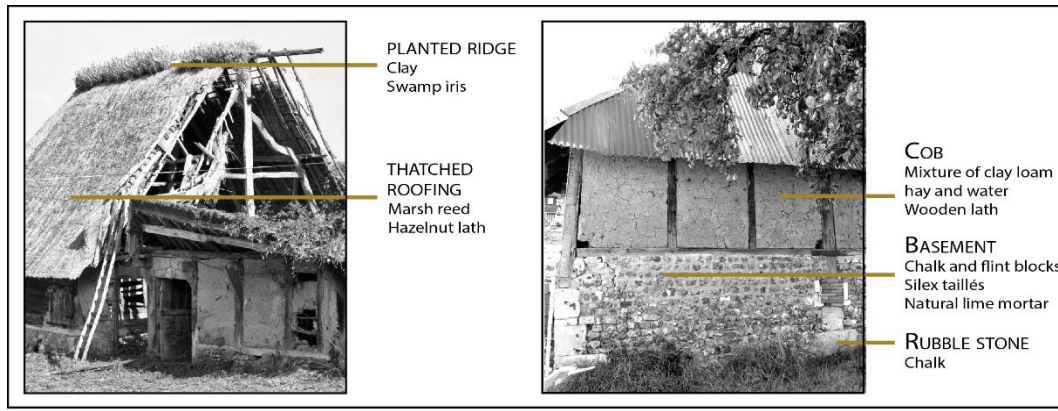 PLANTED RIDGE
Clay
Swamp iris
THATCHED
ROOFING
Marsh reed
Hazelnut lath
COB
Mixture of clay loam
hay and water
Wooden lath
BASEMENT
Chalk and flint blocks
Silex taillés
Natural lime mortar
RUBBLE STONE
Chalk